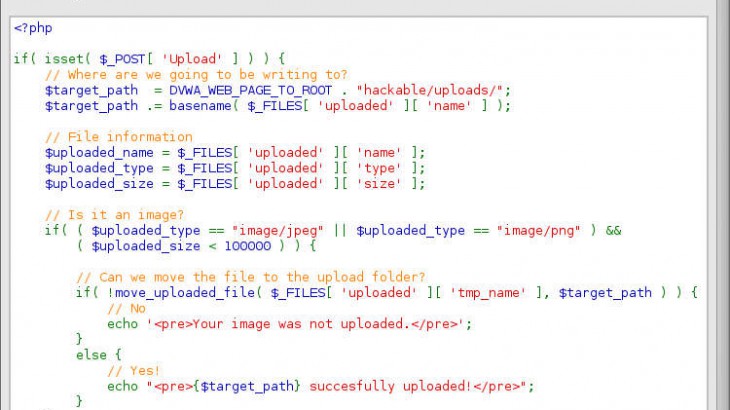 <?php
if( isset( $_POST[ 'Upload' ] ) ) {
    // Where are we going to be writing to?
    $target_path  = DVWA_WEB_PAGE_TO_ROOT . "hackable/uploads/";
    $target_path .= basename( $_FILES[ 'uploaded' ][ 'name' ] );
    // File information
    $uploaded_name = $_FILES[ 'uploaded' ][ 'name' ];
    $uploaded_type = $_FILES[ 'uploaded' ][ 'type' ];
    $uploaded_size = $_FILES[ 'uploaded' ][ 'size' ];
    // Is it an image?
    if( ( $uploaded_type == "image/jpeg" || $uploaded_type == "image/png" ) &&
        ( $uploaded_size < 100000 ) ) {
        // Can we move the file to the upload folder?
        if( !move_uploaded_file( $_FILES[ 'uploaded' ][ 'tmp_name' ], $target_path ) ) {
            // No
            echo '<pre>Your image was not uploaded.</pre>';
        }
        else {
            // Yes!
            echo "<pre>{$target_path} succesfully uploaded!</pre>";
        }